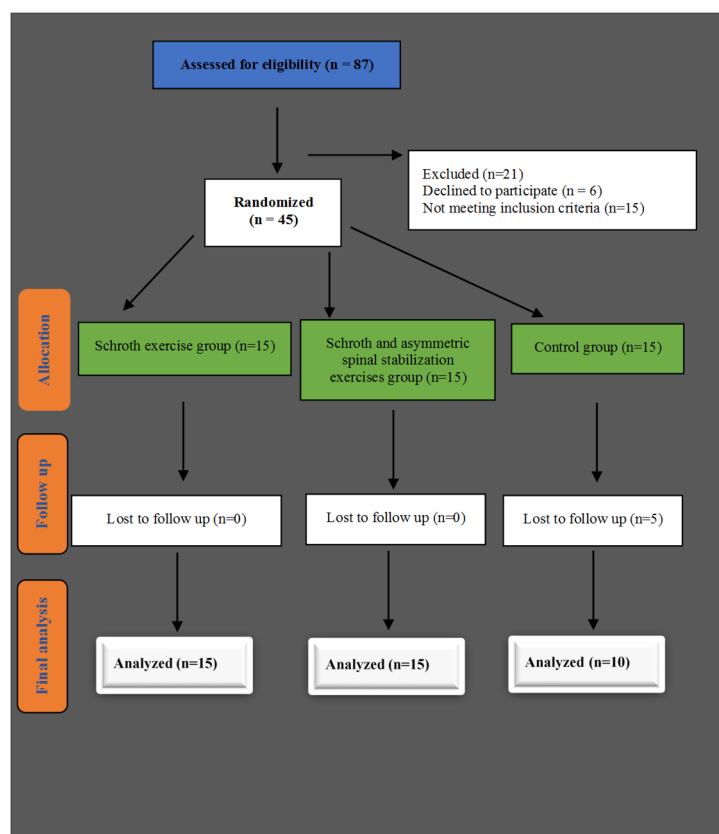 Assessed for eligibility (n = 87)
Excluded (n=21)
Declined to participate (n = 6)
Not meeting inclusion criteria (n=15)
Randomized
(n = 45)
Allocation
Schroth exercise group (n=15)
Schroth and asymmetric
spinal stabilization
exercises group (n=15)
Control group (n=15)
Follow up
Lost to follow up (n=0)
Lost to follow up (n=0)
Lost to follow up (n=5)
Final analysis
Analyzed (n=15)
Analyzed (n=15)
Analyzed (n=10)